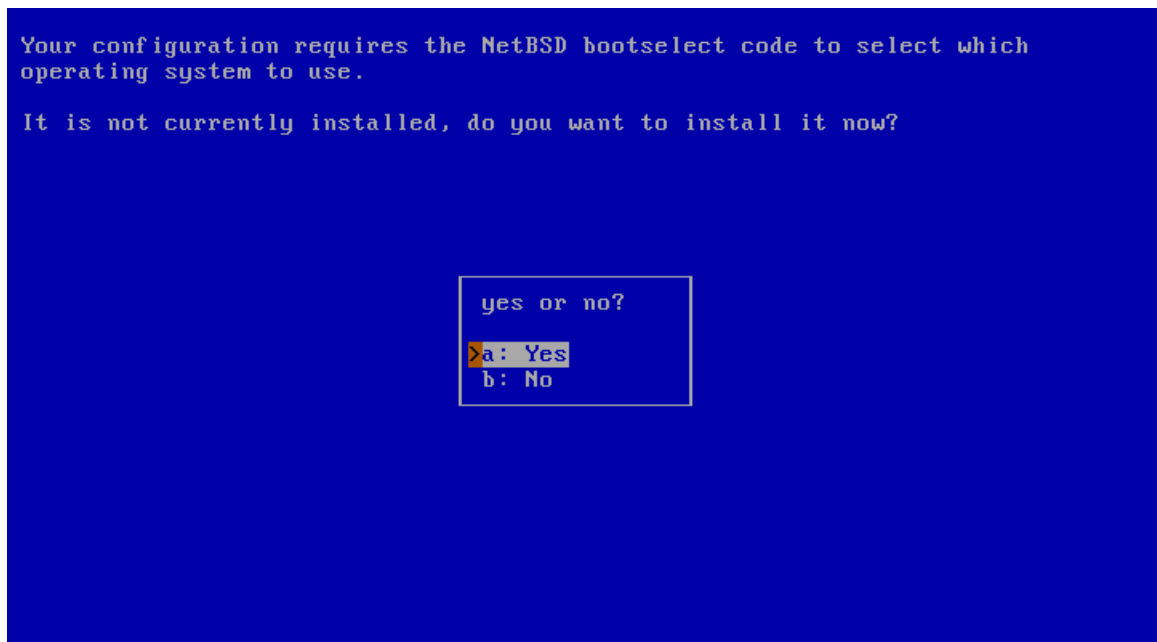 Your configuration requires the NetBSD bootselect code to select which
operating system to use.
It is not currently installed, do you want to install it now?
yes or no?
>a: Yes
b: No